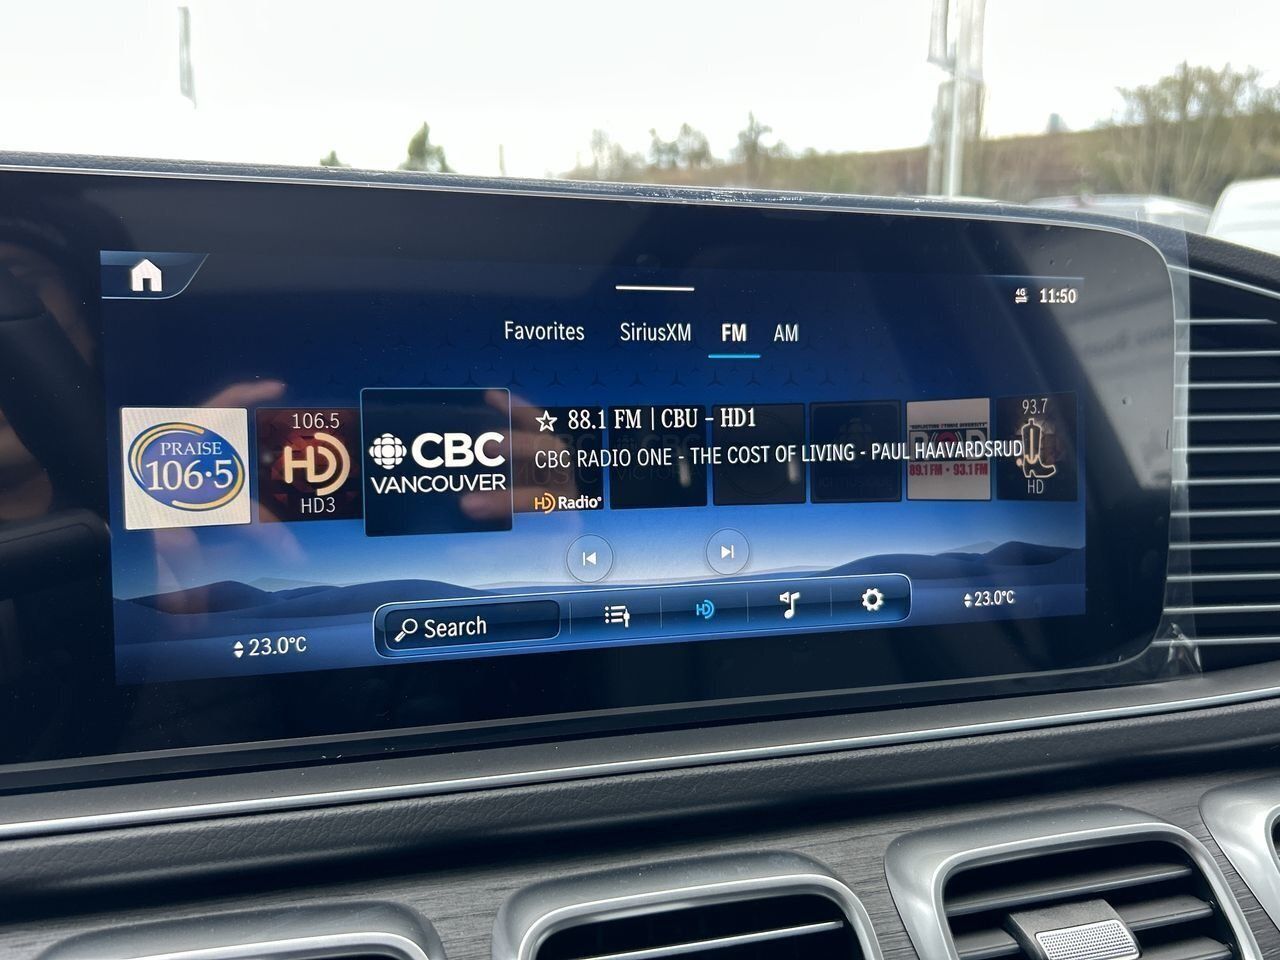 4G 11:50
Favorites SiriusXM FM AM
PRAISE
106.5
106.5
HD
HD3
CBC
VANCOUVER
88.1 FM | CBU - HD1
CBC RADIO ONE - THE COST OF LIVING - PAUL HAAVARDSRUD
HD Radio
89.1 FM • 93.1 FM
93.7
HD
Search
HD
23.0°C
23.0°C